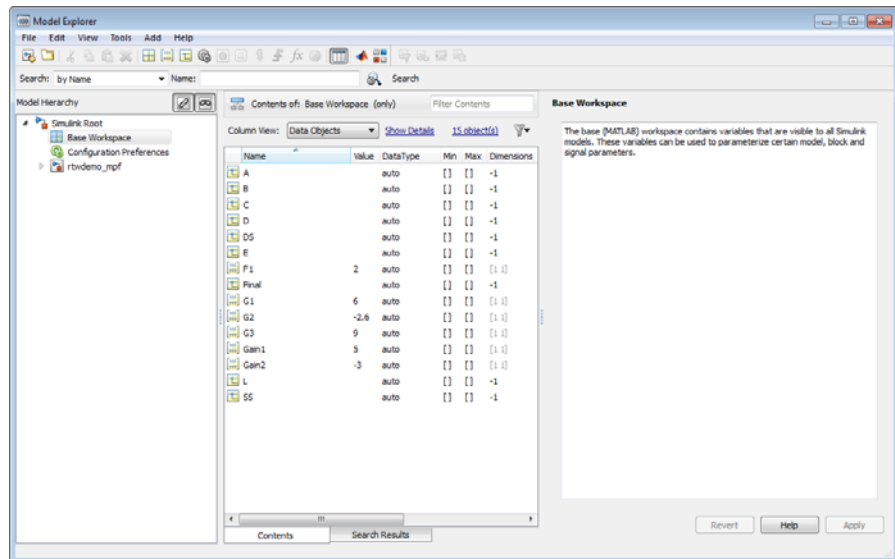 Model Explorer
File Edit View Tools Add Help
Search: by Name Name: Search
Model Hierarchy
Simulink Root
Base Workspace
Configuration Preferences
rtwdemo_mpf
Contents of: Base Workspace (only) Filter Contents
Column View: Data Objects Show Details 15 object(s)
Name Value DataType Min Max Dimensions
A auto [ ] [ ] -1
B auto [ ] [ ] -1
C auto [ ] [ ] -1
D auto [ ] [ ] -1
DS auto [ ] [ ] -1
E auto [ ] [ ] -1
F1 2 auto [ ] [ ] [1 1]
Final auto [ ] [ ] -1
G1 6 auto [ ] [ ] [1 1]
G2 -2.6 auto [ ] [ ] [1 1]
G3 9 auto [ ] [ ] [1 1]
Gain1 5 auto [ ] [ ] [1 1]
Gain2 -3 auto [ ] [ ] [1 1]
L auto [ ] [ ] -1
SS auto [ ] [ ] -1
Contents Search Results
Base Workspace
The base (MATLAB) workspace contains variables that are visible to all Simulink
models. These variables can be used to parameterize certain model, block and
signal parameters.
Revert Help Apply